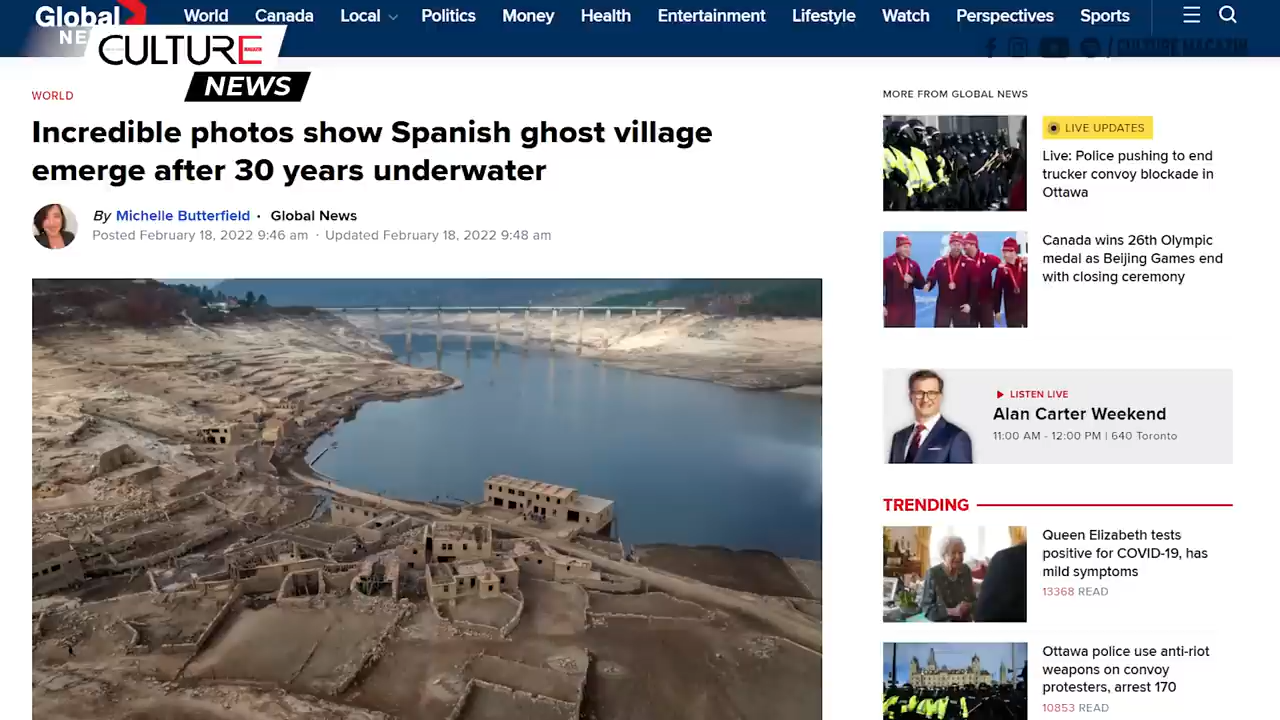 Global
NE
World Canada Local Politics Money Health Entertainment Lifestyle Watch Perspectives Sports
CULTURE
NEWS
/ CULTURE MAGAZIN
WORLD
Incredible photos show Spanish ghost village
emerge after 30 years underwater
By Michelle Butterfield · Global News
Posted February 18, 2022 9:46 am · Updated February 18, 2022 9:48 am
MORE FROM GLOBAL NEWS
LIVE UPDATES
Live: Police pushing to end
trucker convoy blockade in
Ottawa
Canada wins 26th Olympic
medal as Beijing Games end
with closing ceremony
LISTEN LIVE
Alan Carter Weekend
11:00 AM - 12:00 PM | 640 Toronto
TRENDING
Queen Elizabeth tests
positive for COVID-19, has
mild symptoms
13368 READ
Ottawa police use anti-riot
weapons on convoy
protesters, arrest 170
10853 READ